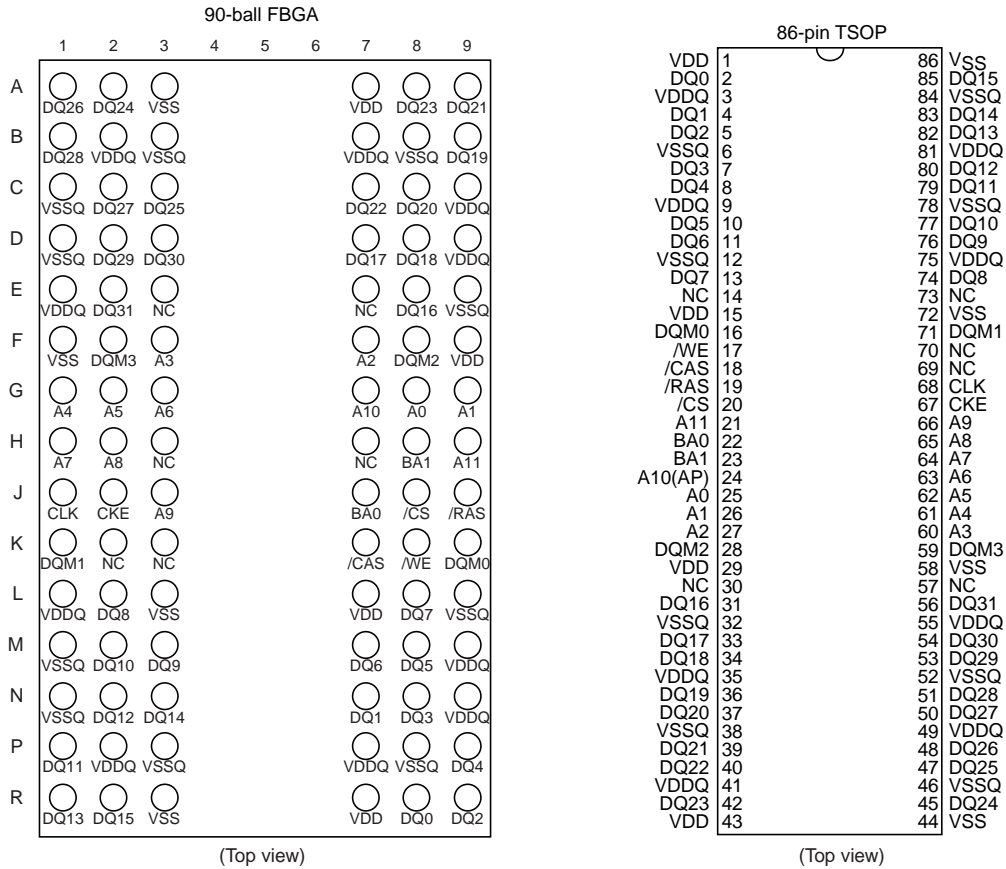 90-ball FBGA
1 2 3 4 5 6 7 8 9
A
DQ26 DQ24 VSS VDD DQ23 DQ21
B
DQ28 VDDQ VSSQ VDDQ VSSQ DQ19
C
VSSQ DQ27 DQ25 DQ22 DQ20 VDDQ
D
VSSQ DQ29 DQ30 DQ17 DQ18 VDDQ
E
VDDQ DQ31 NC NC DQ16 VSSQ
F
VSS DQM3 A3 A2 DQM2 VDD
G
A4 A5 A6 A10 A0 A1
H
A7 A8 NC NC BA1 A11
J
CLK CKE A9 BA0 /CS /RAS
K
DQM1 NC NC /CAS /WE DQM0
L
VDDQ DQ8 VSS VDD DQ7 VSSQ
M
VSSQ DQ10 DQ9 DQ6 DQ5 VDDQ
N
VSSQ DQ12 DQ14 DQ1 DQ3 VDDQ
P
DQ11 VDDQ VSSQ VDDQ VSSQ DQ4
R
DQ13 DQ15 VSS VDD DQ0 DQ2
(Top view)
86-pin TSOP
VDD 1 86 VSS
DQ0 2 85 DQ15
VDDQ 3 84 VSSQ
DQ1 4 83 DQ14
DQ2 5 82 DQ13
VSSQ 6 81 VDDQ
DQ3 7 80 DQ12
DQ4 8 79 DQ11
VDDQ 9 78 VSSQ
DQ5 10 77 DQ10
DQ6 11 76 DQ9
VSSQ 12 75 VDDQ
DQ7 13 74 DQ8
NC 14 73 NC
VDD 15 72 VSS
DQM0 16 71 DQM1
/WE 17 70 NC
/CAS 18 69 NC
/RAS 19 68 CLK
/CS 20 67 CKE
A11 21 66 A9
BA0 22 65 A8
BA1 23 64 A7
A10(AP) 24 63 A6
A0 25 62 A5
A1 26 61 A4
A2 27 60 A3
DQM2 28 59 DQM3
VDD 29 58 VSS
NC 30 57 NC
DQ16 31 56 DQ31
VSSQ 32 55 VDDQ
DQ17 33 54 DQ30
DQ18 34 53 DQ29
VDDQ 35 52 VSSQ
DQ19 36 51 DQ28
DQ20 37 50 DQ27
VSSQ 38 49 VDDQ
DQ21 39 48 DQ26
DQ22 40 47 DQ25
VDDQ 41 46 VSSQ
DQ23 42 45 DQ24
VDD 43 44 VSS
(Top view)